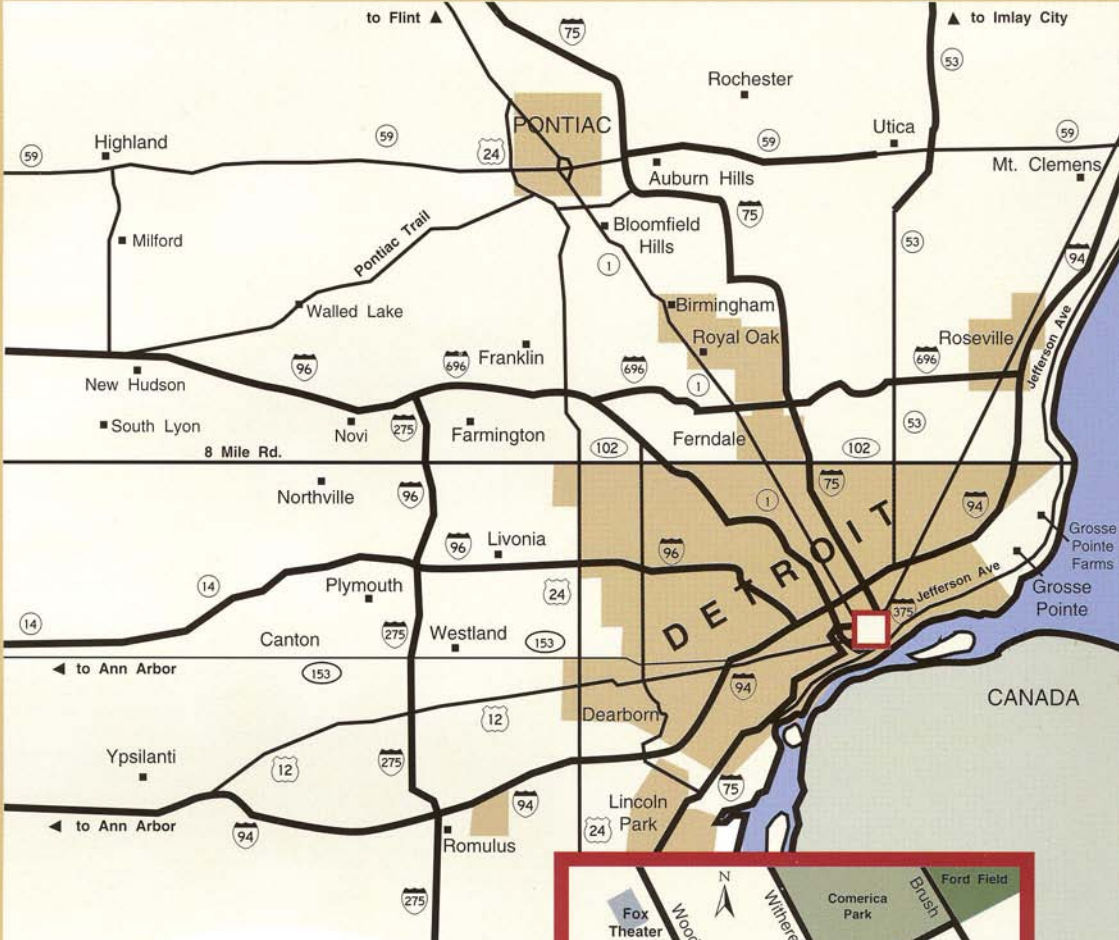 to Flint
75
to Imlay City
53
Rochester
PONTIAC
Utica
59
Highland
59
59
59
24
Mt. Clemens
Auburn Hills
75
Milford
Pontiac Trail
Bloomfield
Hills
53
94
1
Walled Lake
Birmingham
Royal Oak
Roseville
Jefferson Ave
96
696
Franklin
696
696
New Hudson
1
South Lyon
Novi
275
Farmington
102
Ferndale
102
53
8 Mile Rd.
Northville
96
75
1
94
DETROIT
Grosse
Pointe
Farms
96
Livonia
96
Grosse
Pointe
Jefferson Ave
14
Plymouth
24
375
14
Canton
275
Westland
153
to Ann Arbor
153
94
CANADA
Dearborn
12
Ypsilanti
12
275
75
94
Lincoln
Park
24
to Ann Arbor
94
Romulus
275
N
Fox
Theater
Comerica
Park
Brush
Ford Field